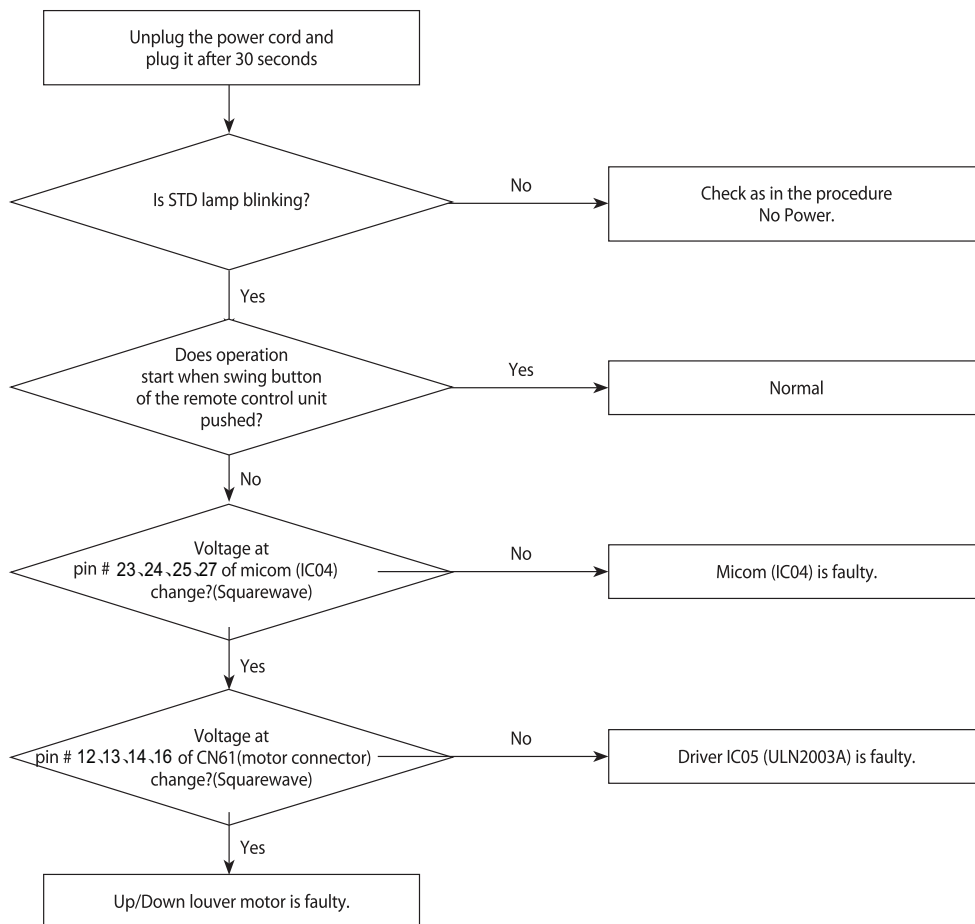 Unplug the power cord and
plug it after 30 seconds
Is STD lamp blinking?
No
Check as in the procedure
No Power.
Yes
Does operation
start when swing button
of the remote control unit
pushed?
Yes
Normal
No
Voltage at
pin # 23、24、25、27 of micom (IC04)
change?(Squarewave)
No
Micom (IC04) is faulty.
Yes
Voltage at
pin # 12、13、14、16 of CN61(motor connector)
change?(Squarewave)
No
Driver IC05 (ULN2003A) is faulty.
Yes
Up/Down louver motor is faulty.